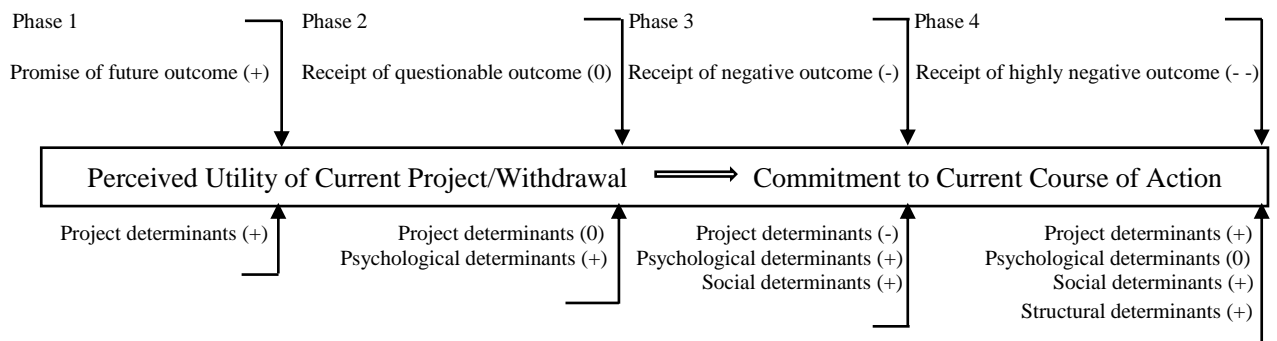 Phase 1 Phase 2 Phase 3 Phase 4
Promise of future outcome (+) Receipt of questionable outcome (0) Receipt of negative outcome (-) Receipt of highly negative outcome (- -)
Perceived Utility of Current Project/Withdrawal Commitment to Current Course of Action
Project determinants (+) Project determinants (0) Project determinants (-) Project determinants (+)
Psychological determinants (+) Psychological determinants (+) Psychological determinants (0)
Social determinants (+) Social determinants (+)
Structural determinants (+)